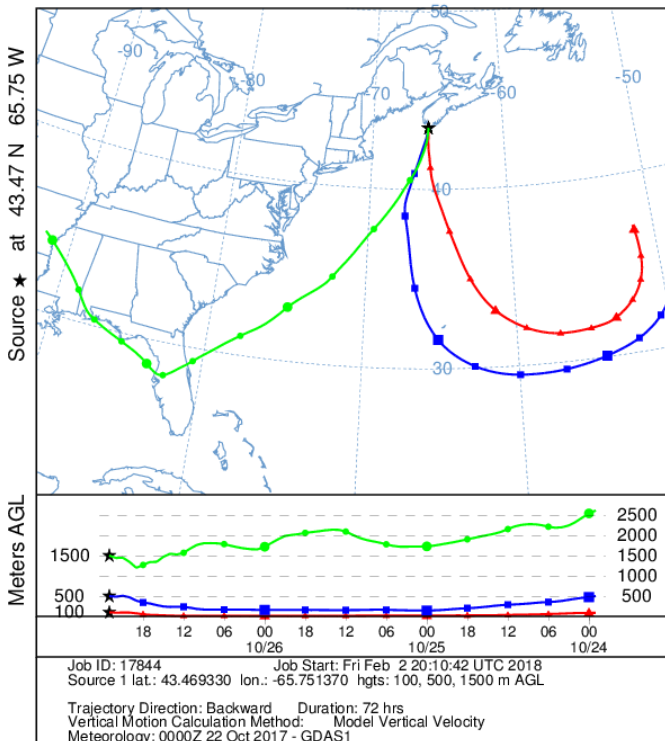 -50
-90
-80
-70
-60
-50
40
30
Source ★ at 43.47 N 65.75 W
Meters AGL
1500
500
100
2500
2000
1500
1000
500
18 12 06 00 18 12 06 00 18 12 06 00
10/26 10/25 10/24
Job ID: 17844 Job Start: Fri Feb 2 20:10:42 UTC 2018
Source 1 lat.: 43.469330 lon.: -65.751370 hgts: 100, 500, 1500 m AGL
Trajectory Direction: Backward Duration: 72 hrs
Vertical Motion Calculation Method: Model Vertical Velocity
Meteorology: 0000Z 22 Oct 2017 - GDAS1